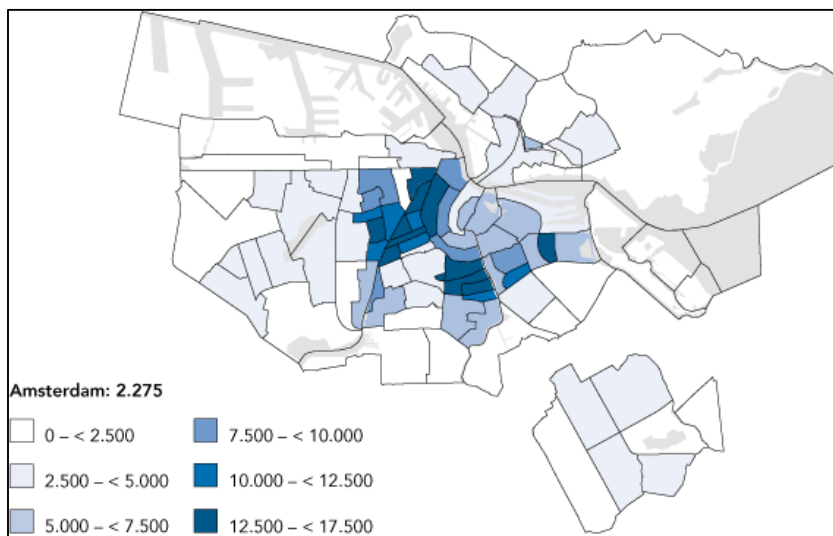 Amsterdam: 2.275
0 – < 2.500
7.500 – < 10.000
2.500 – < 5.000
10.000 – < 12.500
5.000 – < 7.500
12.500 – < 17.500